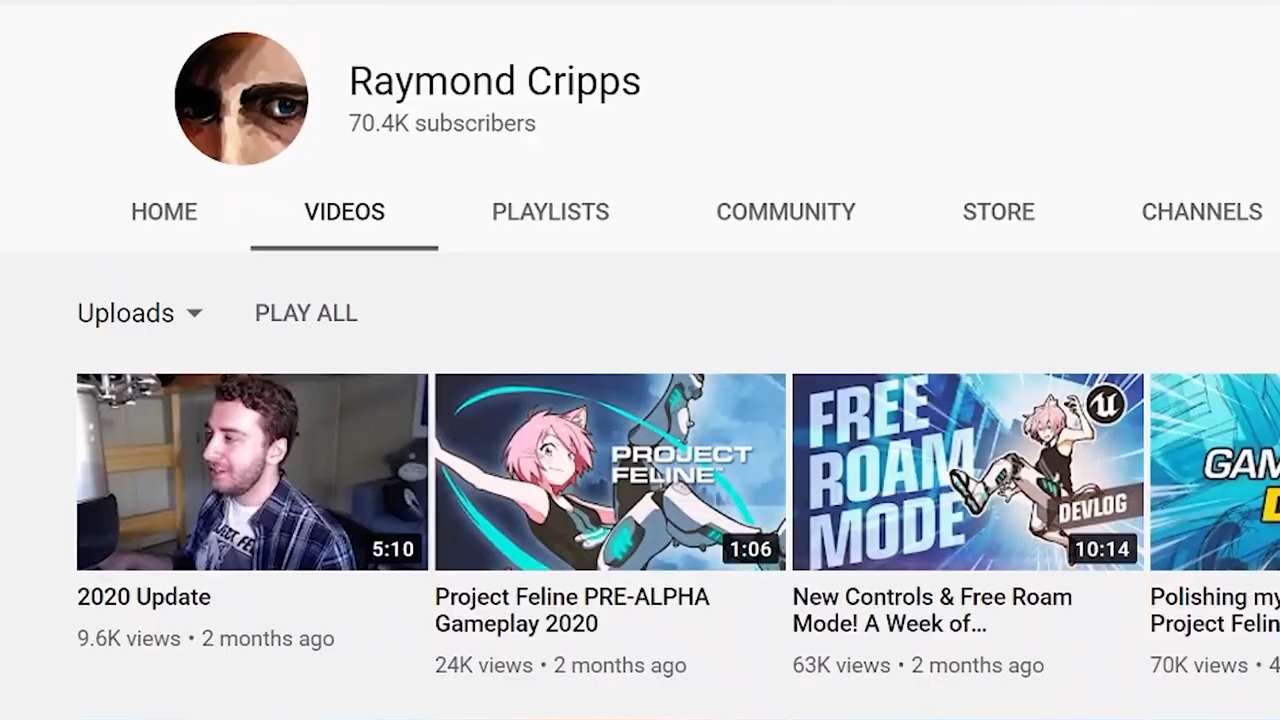 Raymond Cripps
70.4K subscribers
HOME VIDEOS PLAYLISTS COMMUNITY STORE CHANNELS
Uploads PLAY ALL
PROJECT
FELINE
FREE
ROAM
MODE
DEVLOG
GAM
5:10 1:06 10:14
2020 Update
Project Feline PRE-ALPHA
Gameplay 2020
New Controls & Free Roam
Mode! A Week of...
Polishing my
Project Felin
9.6K views • 2 months ago
24K views • 2 months ago
63K views • 2 months ago
70K views • 4